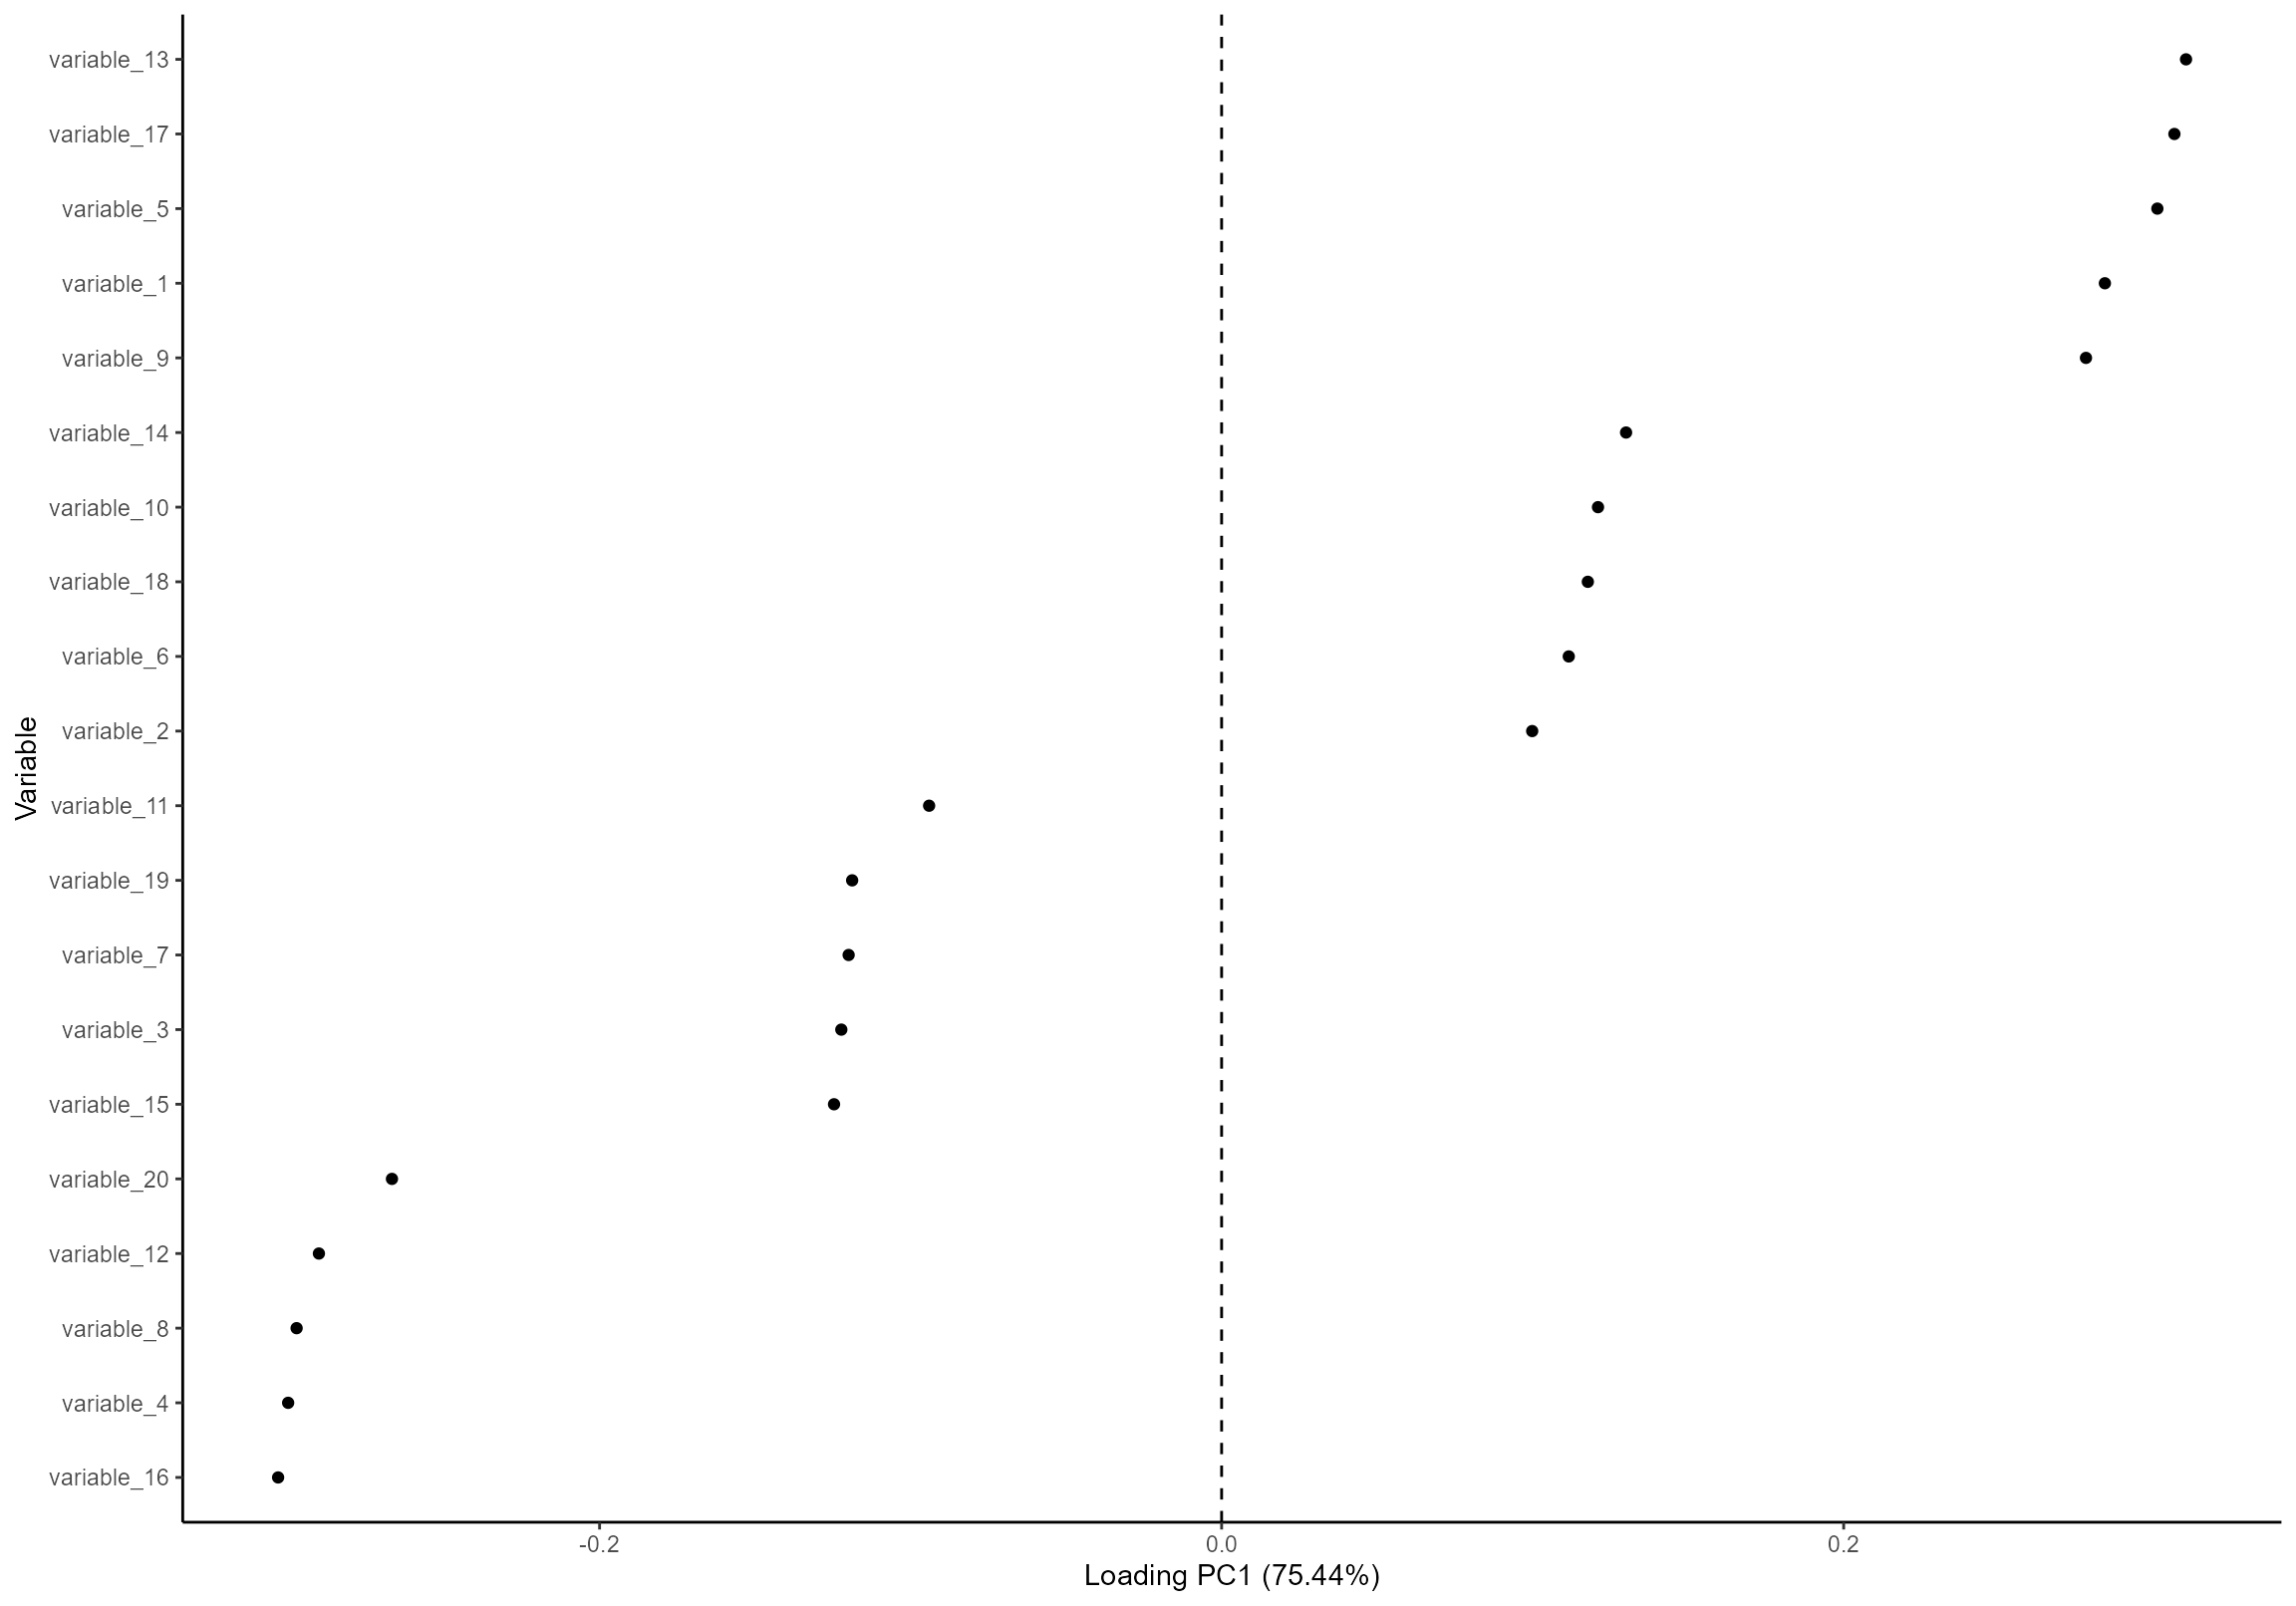 variable_13
variable_17
variable_5
variable_1
variable_9
variable_14
variable_10
variable_18
variable_6
variable_2
variable_11
variable_19
variable_7
variable_3
variable_15
variable_20
variable_12
variable_8
variable_4
variable_16
Variable
-0.2 0.0 0.2
Loading PC1 (75.44%)